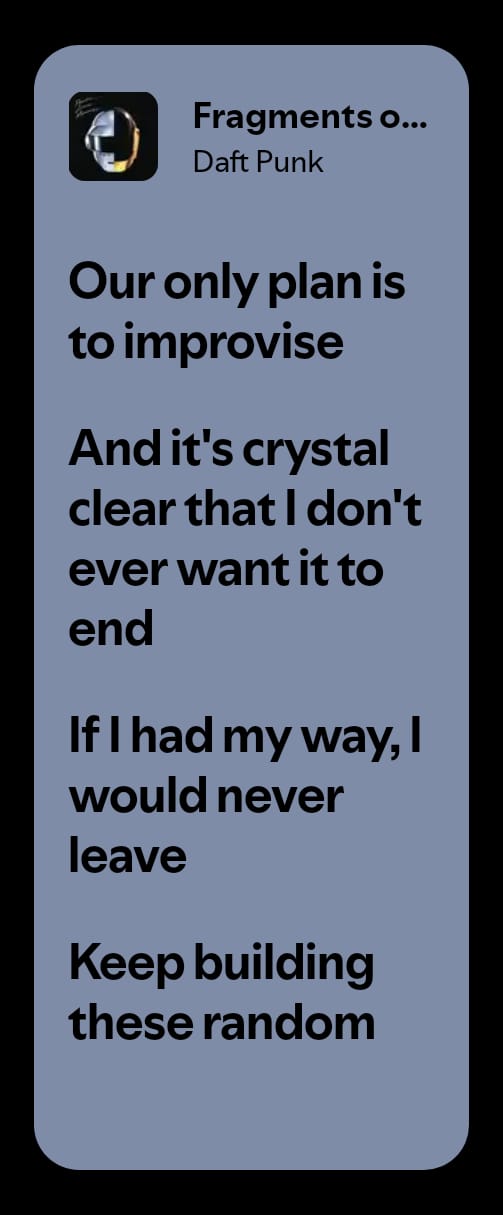 Fragments o...
Daft Punk
Our only plan is
to improvise
And it's crystal
clear that I don't
ever want it to
end
If I had my way, I
would never
leave
Keep building
these random